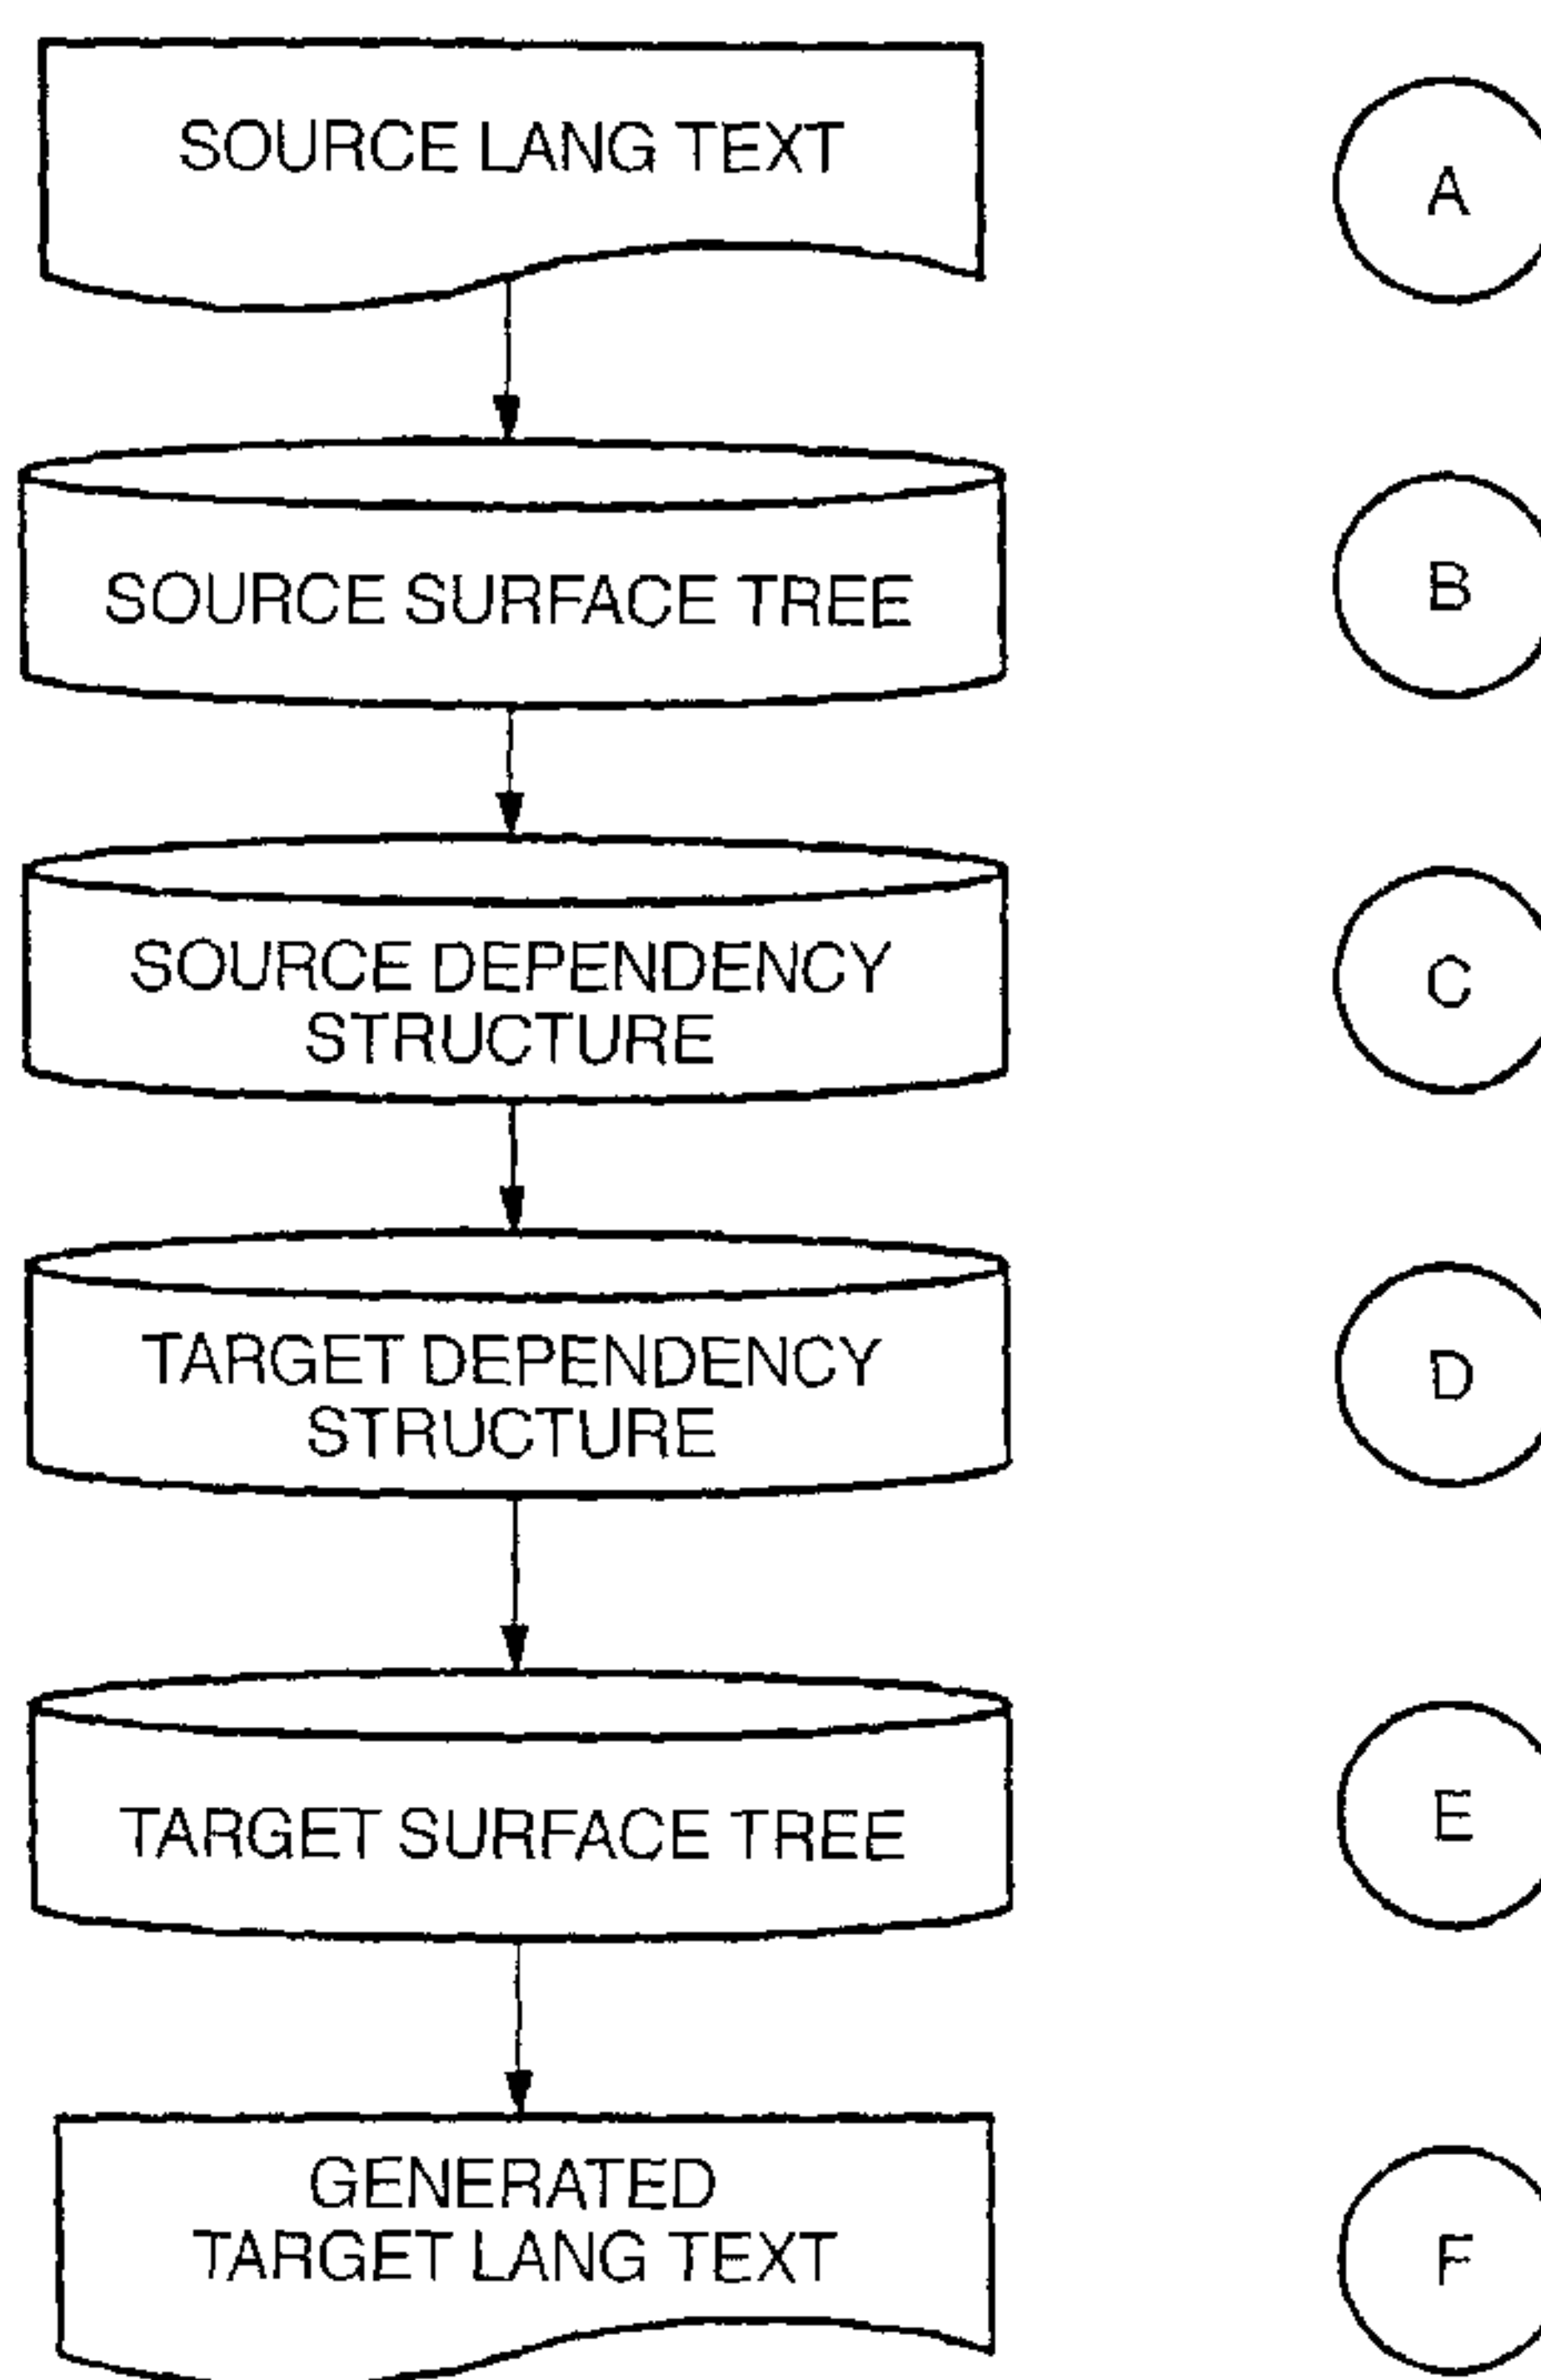 SOURCE LANG TEXT
A
SOURCE SURFACE TREE
B
SOURCE DEPENDENCY
STRUCTURE
C
TARGET DEPENDENCY
STRUCTURE
D
TARGET SURFACE TREE
E
GENERATED
TARGET LANG TEXT
F